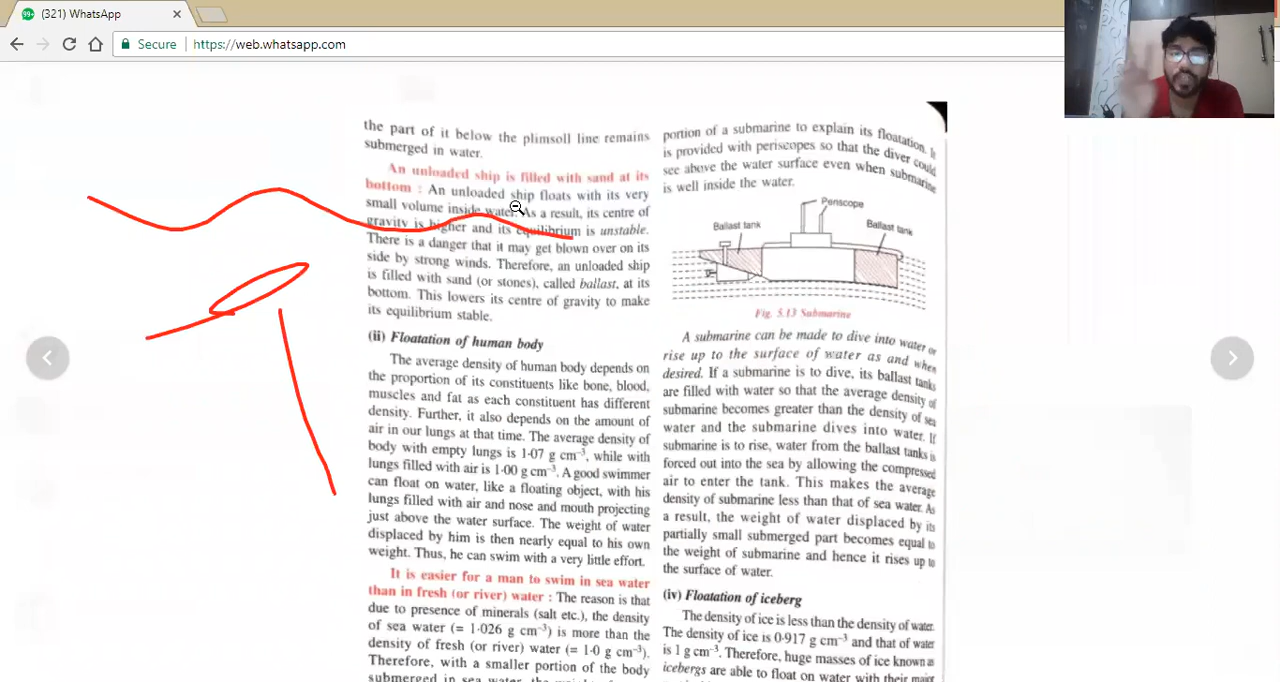 99+
(321) WhatsApp
Secure
https://web.whatsapp.com
the part of it below the plimsoll line remains
submerged in water.
An unloaded ship is filled with sand at its
bottom : An unloaded ship floats with its very
small volume inside water. As a result, its centre of
gravity is higher and its equilibrium is unstable.
There is a danger that it may get blown over on its
side by strong winds. Therefore, an unloaded ship
is filled with sand (or stones), called ballast, at its
bottom. This lowers its centre of gravity to make
its equilibrium stable.
(ii) Floatation of human body
The average density of human body depends on
the proportion of its constituents like bone, blood,
muscles and fat as each constituent has different
density. Further, it also depends on the amount of
air in our lungs at that time. The average density of
body with empty lungs is 1·07 g cm⁻³, while with
lungs filled with air is 1·00 g cm⁻³. A good swimmer
can float on water, like a floating object, with his
lungs filled with air and nose and mouth projecting
just above the water surface. The weight of water
displaced by him is then nearly equal to his own
weight. Thus, he can swim with a very little effort.
It is easier for a man to swim in sea water
than in fresh (or river) water : The reason is that
due to presence of minerals (salt etc.), the density
of sea water (= 1·026 g cm⁻³) is more than the
density of fresh (or river) water (= 1·0 g cm⁻³).
Therefore, with a smaller portion of the body
submerged in sea water, the
portion of a submarine to explain its floatation. It
is provided with periscopes so that the diver could
see above the water surface even when submarine
is well inside the water.
Periscope
Ballast tank
Ballast tank
Fig. 5.13 Submarine
A submarine can be made to dive into water or
rise up to the surface of water as and when
desired. If a submarine is to dive, its ballast tanks
are filled with water so that the average density of
submarine becomes greater than the density of sea
water and the submarine dives into water. If
submarine is to rise, water from the ballast tanks is
forced out into the sea by allowing the compressed
air to enter the tank. This makes the average
density of submarine less than that of sea water. As
a result, the weight of water displaced by its
partially small submerged part becomes equal to
the weight of submarine and hence it rises up to
the surface of water.
(iv) Floatation of iceberg
The density of ice is less than the density of water.
The density of ice is 0·917 g cm⁻³ and that of water
is 1 g cm⁻³. Therefore, huge masses of ice known as
icebergs are able to float on water with their major